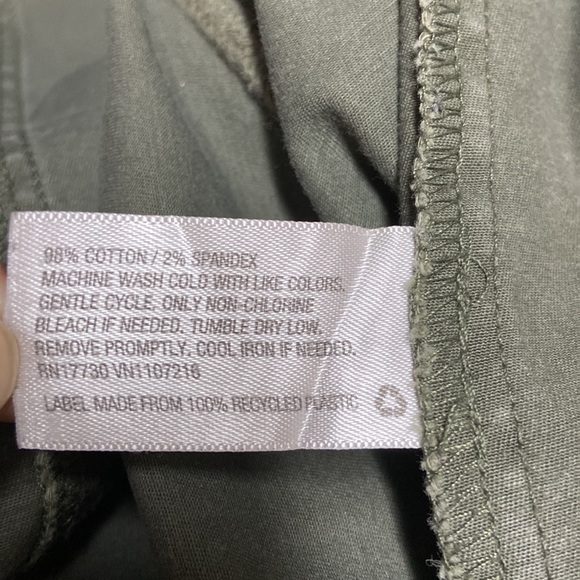 98% COTTON / 2% SPANDEX
MACHINE WASH COLD WITH LIKE COLORS.
GENTLE CYCLE. ONLY NON-CHLORINE
BLEACH IF NEEDED. TUMBLE DRY LOW.
REMOVE PROMPTLY. COOL IRON IF NEEDED.
RN17730 VN1107216
LABEL MADE FROM 100% RECYCLED PLASTIC